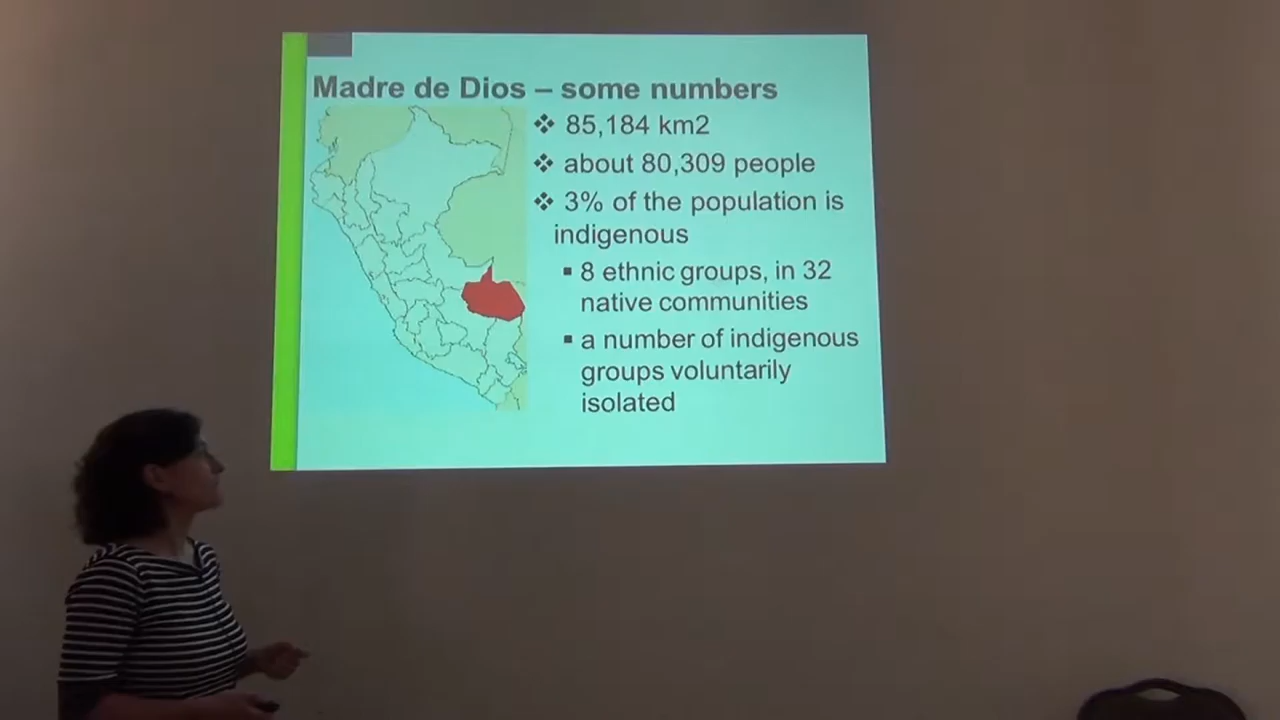 Madre de Dios – some numbers
❖ 85,184 km2
❖ about 80,309 people
❖ 3% of the population is
indigenous
▪ 8 ethnic groups, in 32
native communities
▪ a number of indigenous
groups voluntarily
isolated